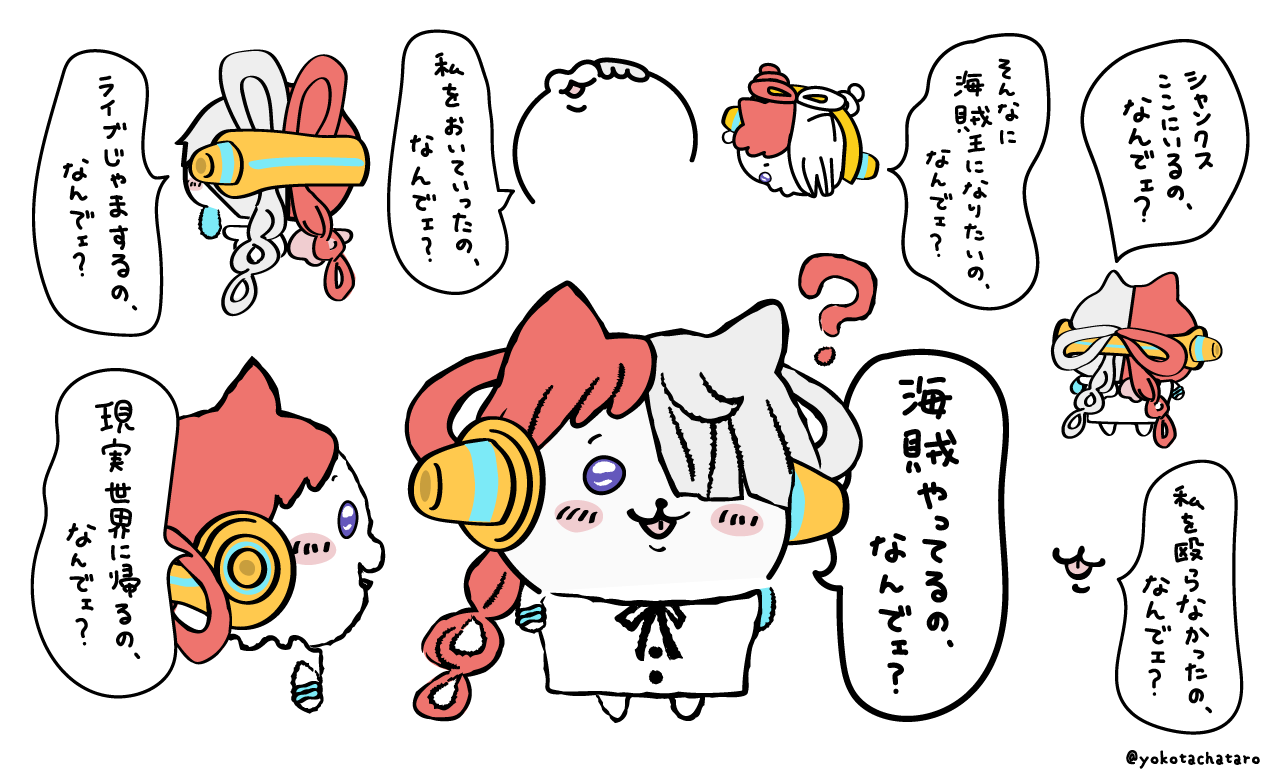 シャンクス
ここにいるの、
なんでェ?
そんなに
海賊王になりたいの、
なんでェ?
私をおいていったの、
なんでェ?
ライブじゃまするの、
なんでェ?
海賊やってるの、
なんでェ?
私を殴らなかったの、
なんでェ?
現実世界に帰るの、
なんでェ?
@yokotachataro